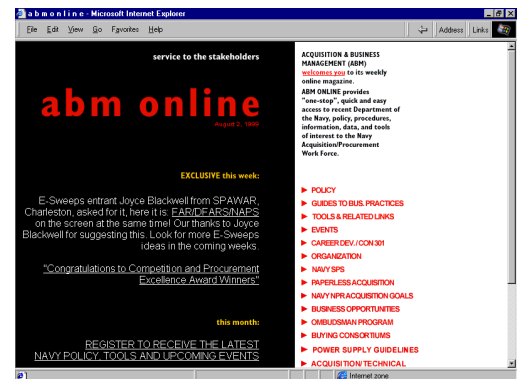 a b m o n l i n e - Microsoft Internet Explorer
File Edit View Go Favorites Help
Address Links
service to the stakeholders
abm online
August 2, 1999
EXCLUSIVE this week:
E-Sweeps entrant Joyce Blackwell from SPAWAR,
Charleston, asked for it, here it is: FAR/DFARS/NAPS
on the screen at the same time! Our thanks to Joyce
Blackwell for suggesting this. Look for more E-Sweeps
ideas in the coming weeks.
"Congratulations to Competition and Procurement
Excellence Award Winners"
this month:
REGISTER TO RECEIVE THE LATEST
NAVY POLICY, TOOLS AND UPCOMING EVENTS
ACQUISITION & BUSINESS
MANAGEMENT (ABM)
welcomes you to its weekly
online magazine.
ABM ONLINE provides
"one-stop", quick and easy
access to recent Department of
the Navy, policy, procedures,
information, data, and tools
of interest to the Navy
Acquisition/Procurement
Work Force.
POLICY
GUIDES TO BUS. PRACTICES
TOOLS & RELATED LINKS
EVENTS
CAREER DEV. / CON 301
ORGANIZATION
NAVY SPS
PAPERLESS ACQUISITION
NAVY NPR ACQUISITION GOALS
BUSINESS OPPORTUNITIES
OMBUDSMAN PROGRAM
BUYING CONSORTIUMS
POWER SUPPLY GUIDELINES
ACQUISITION/TECHNICAL
Internet zone